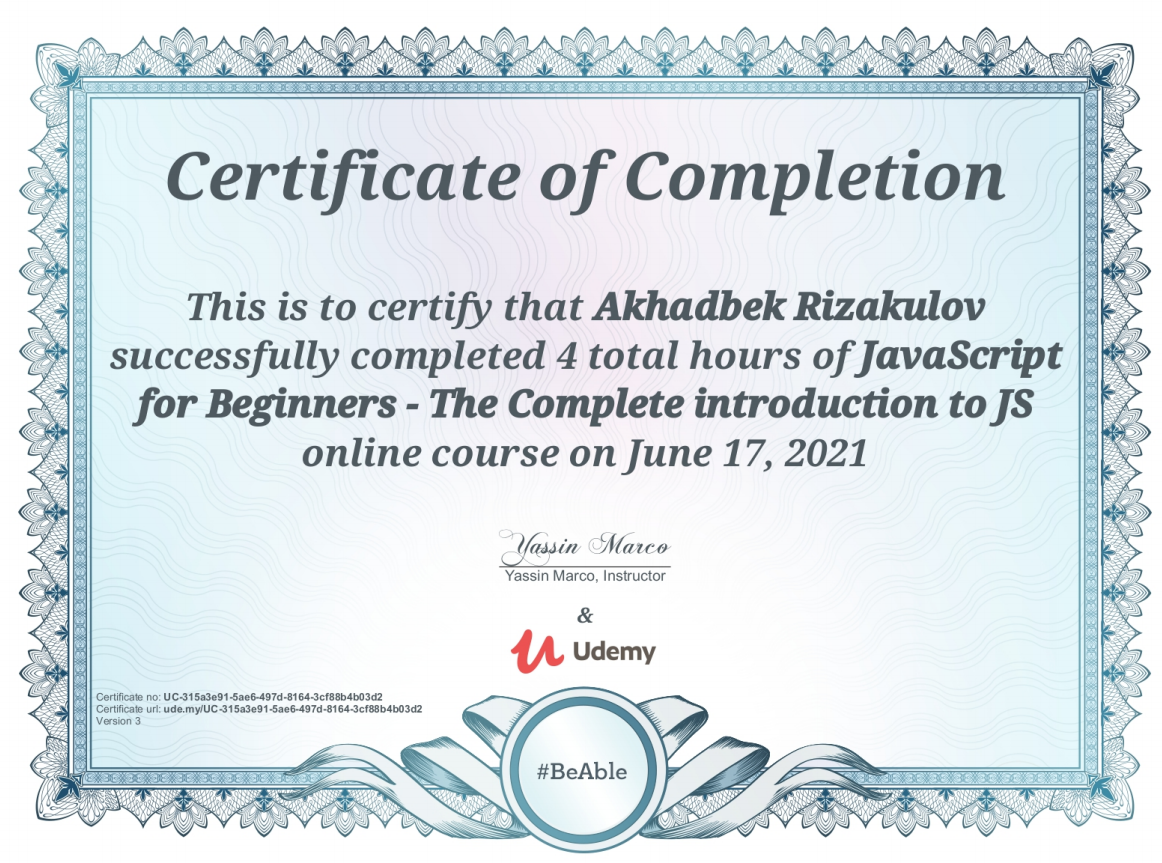 Certificate of Completion
This is to certify that Akhadbek Rizakulov
successfully completed 4 total hours of JavaScript
for Beginners - The Complete introduction to JS
online course on June 17, 2021
Yassin Marco
Yassin Marco, Instructor
&
Udemy
Certificate no: UC-315a3e91-5ae6-497d-8164-3cf88b4b03d2
Certificate url: ude.my/UC-315a3e91-5ae6-497d-8164-3cf88b4b03d2
Version 3
#BeAble